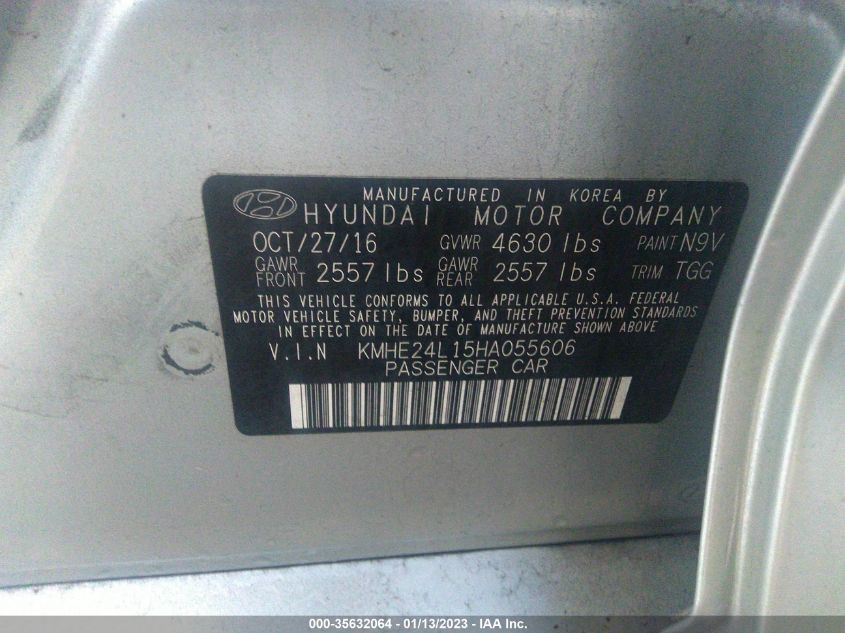 MANUFACTURED IN KOREA BY
HYUNDAI MOTOR COMPANY
OCT/27/16 GVWR 4630 lbs PAINT N9V
GAWR FRONT 2557 lbs GAWR REAR 2557 lbs TRIM TGG
THIS VEHICLE CONFORMS TO ALL APPLICABLE U.S.A. FEDERAL
MOTOR VEHICLE SAFETY, BUMPER, AND THEFT PREVENTION STANDARDS
IN EFFECT ON THE DATE OF MANUFACTURE SHOWN ABOVE
V.I.N KMHE24L15HA055606
PASSENGER CAR
000-35632064 - 01/13/2023 - IAA Inc.